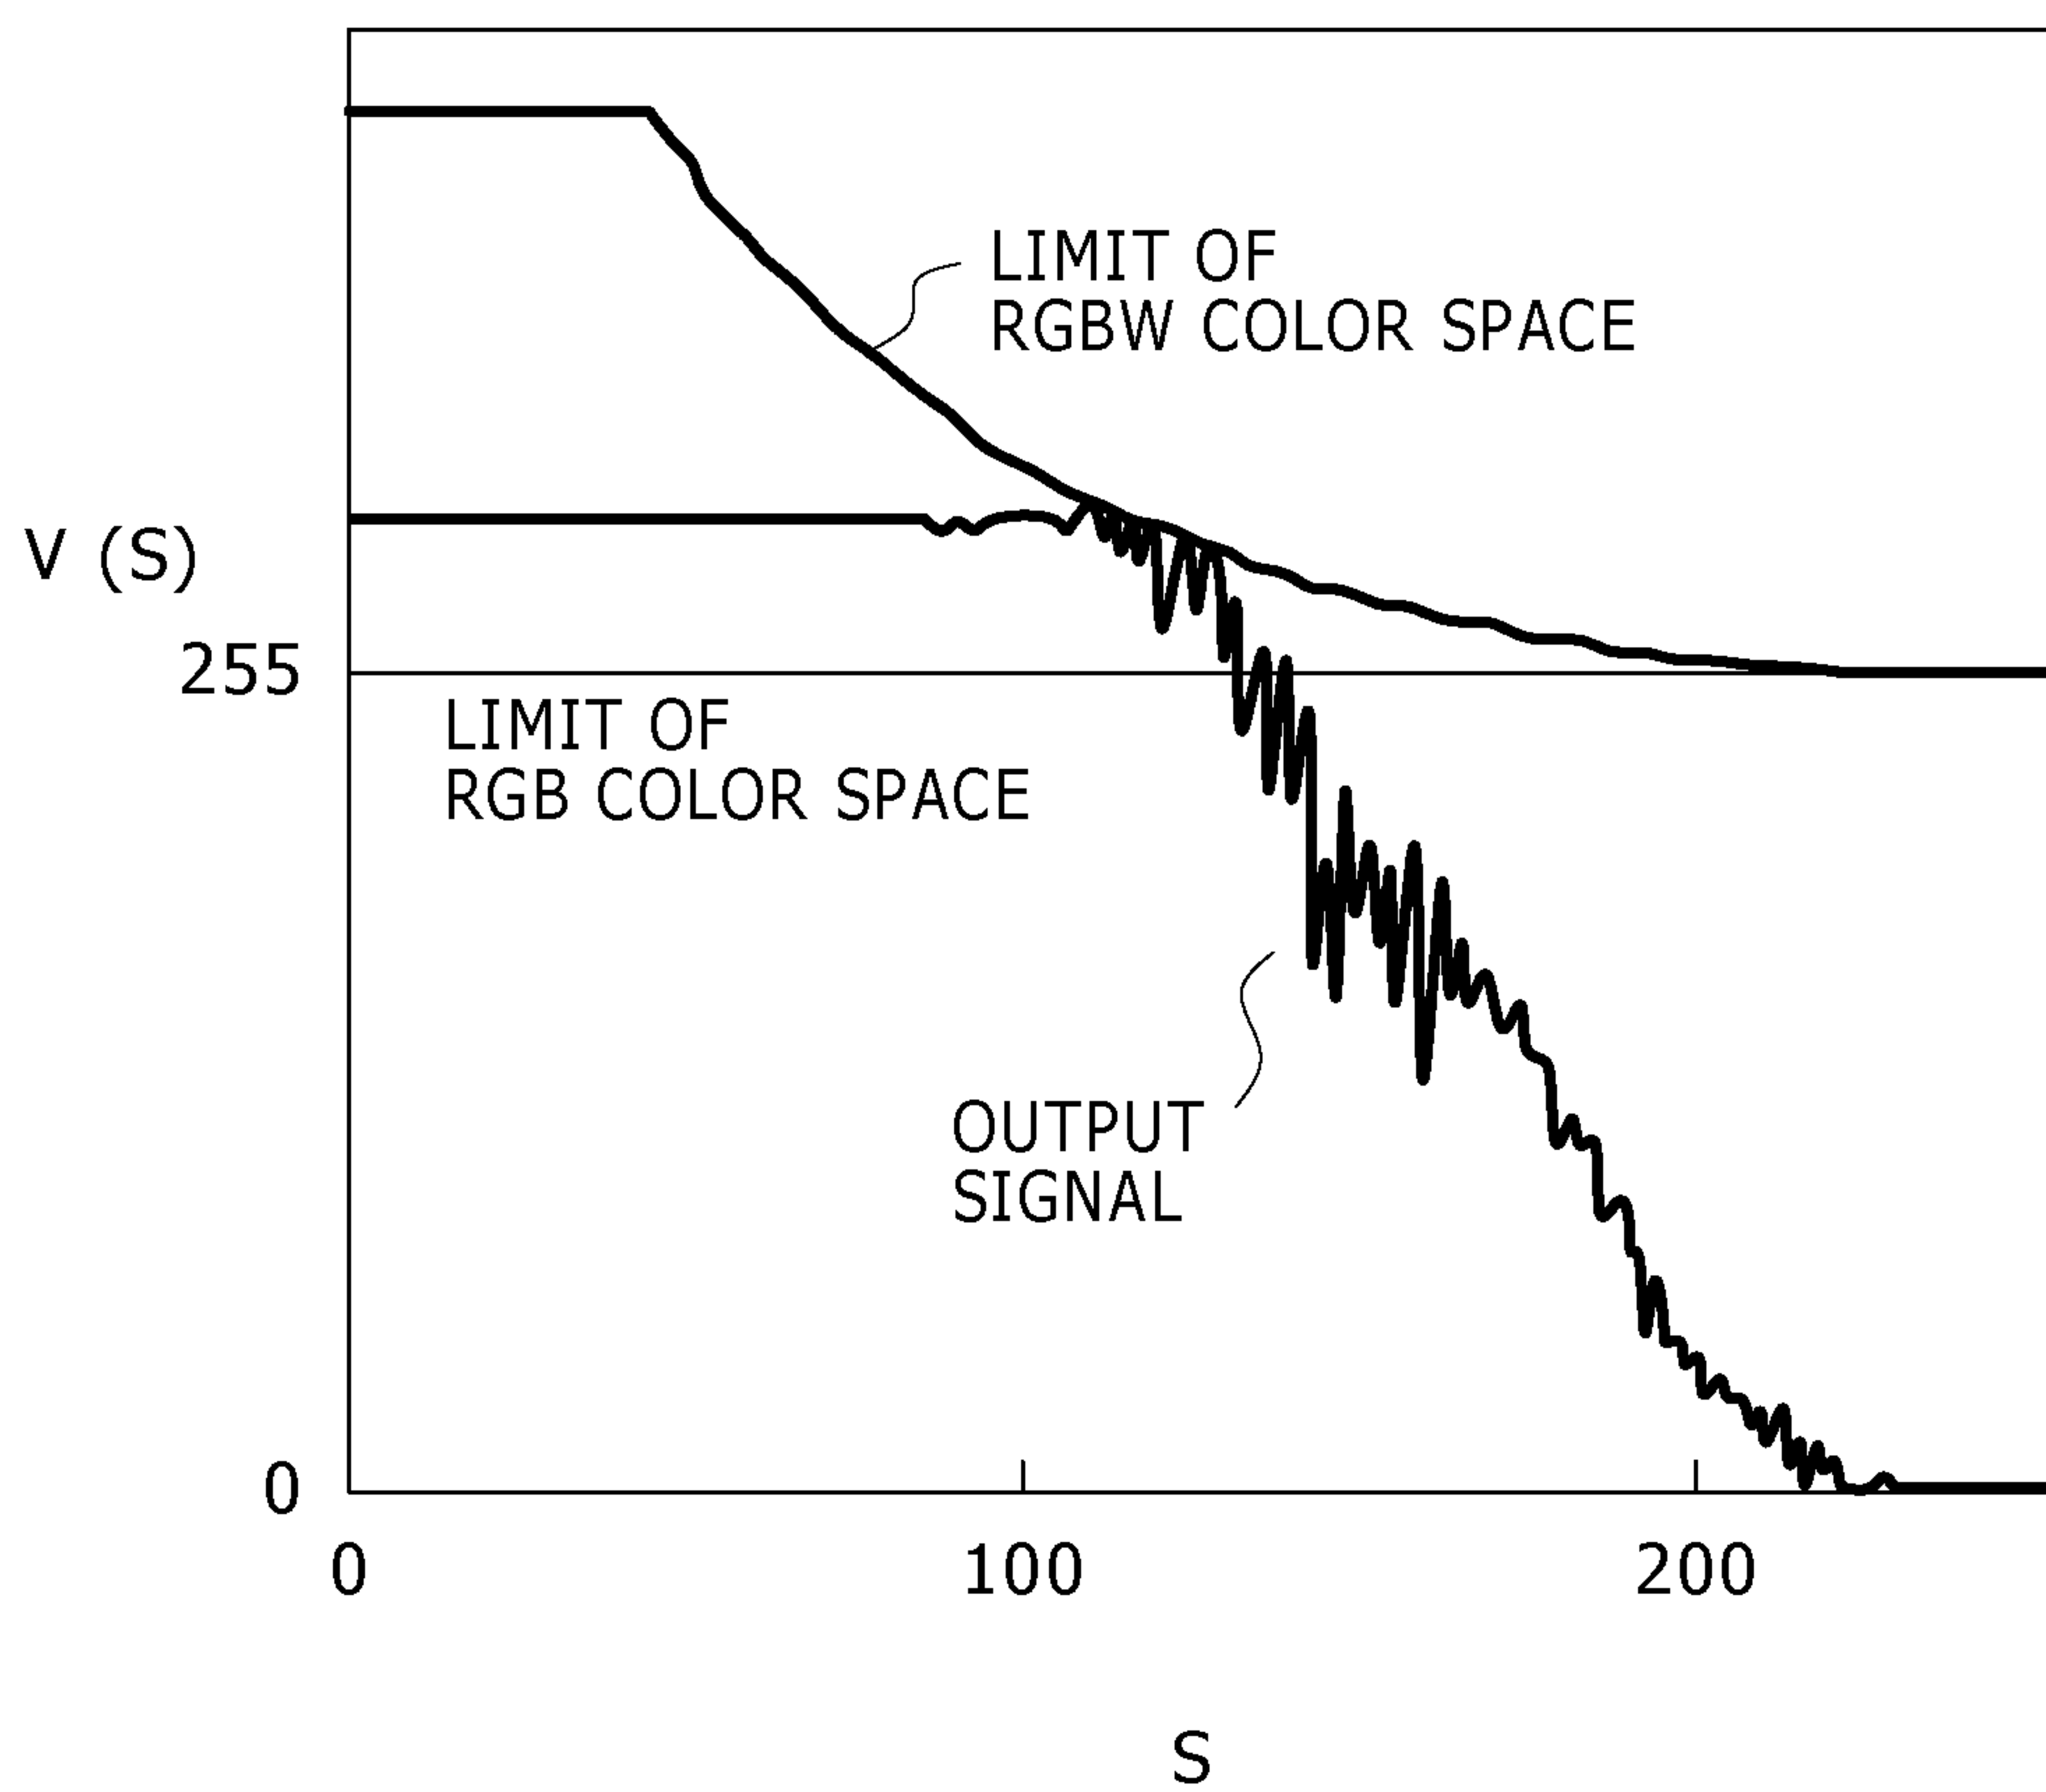 LIMIT OF
RGBW COLOR SPACE
V (S)
255
LIMIT OF
RGB COLOR SPACE
OUTPUT
SIGNAL
0
0
100
200
S